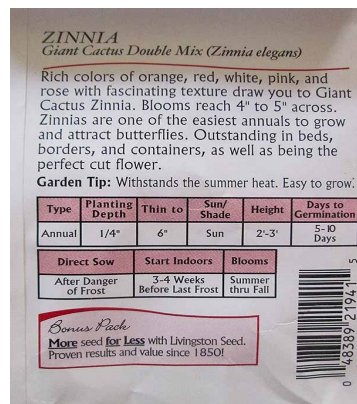 ZINNIA
Giant Cactus Double Mix (Zinnia elegans)
Rich colors of orange, red, white, pink, and
rose with fascinating texture draw you to Giant
Cactus Zinnia. Blooms reach 4" to 5" across.
Zinnias are one of the easiest annuals to grow
and attract butterflies. Outstanding in beds,
borders, and containers, as well as being the
perfect cut flower.
Garden Tip: Withstands the summer heat. Easy to grow.
Type Planting Depth Thin to Sun/ Shade Height Days to Germination
Annual 1/4" 6" Sun 2'-3' 5-10 Days
Direct Sow Start Indoors Blooms
After Danger of Frost 3-4 Weeks Before Last Frost Summer thru Fall
Bonus Pack
More seed for Less with Livingston Seed.
Proven results and value since 1850!
0 48389 21941 5